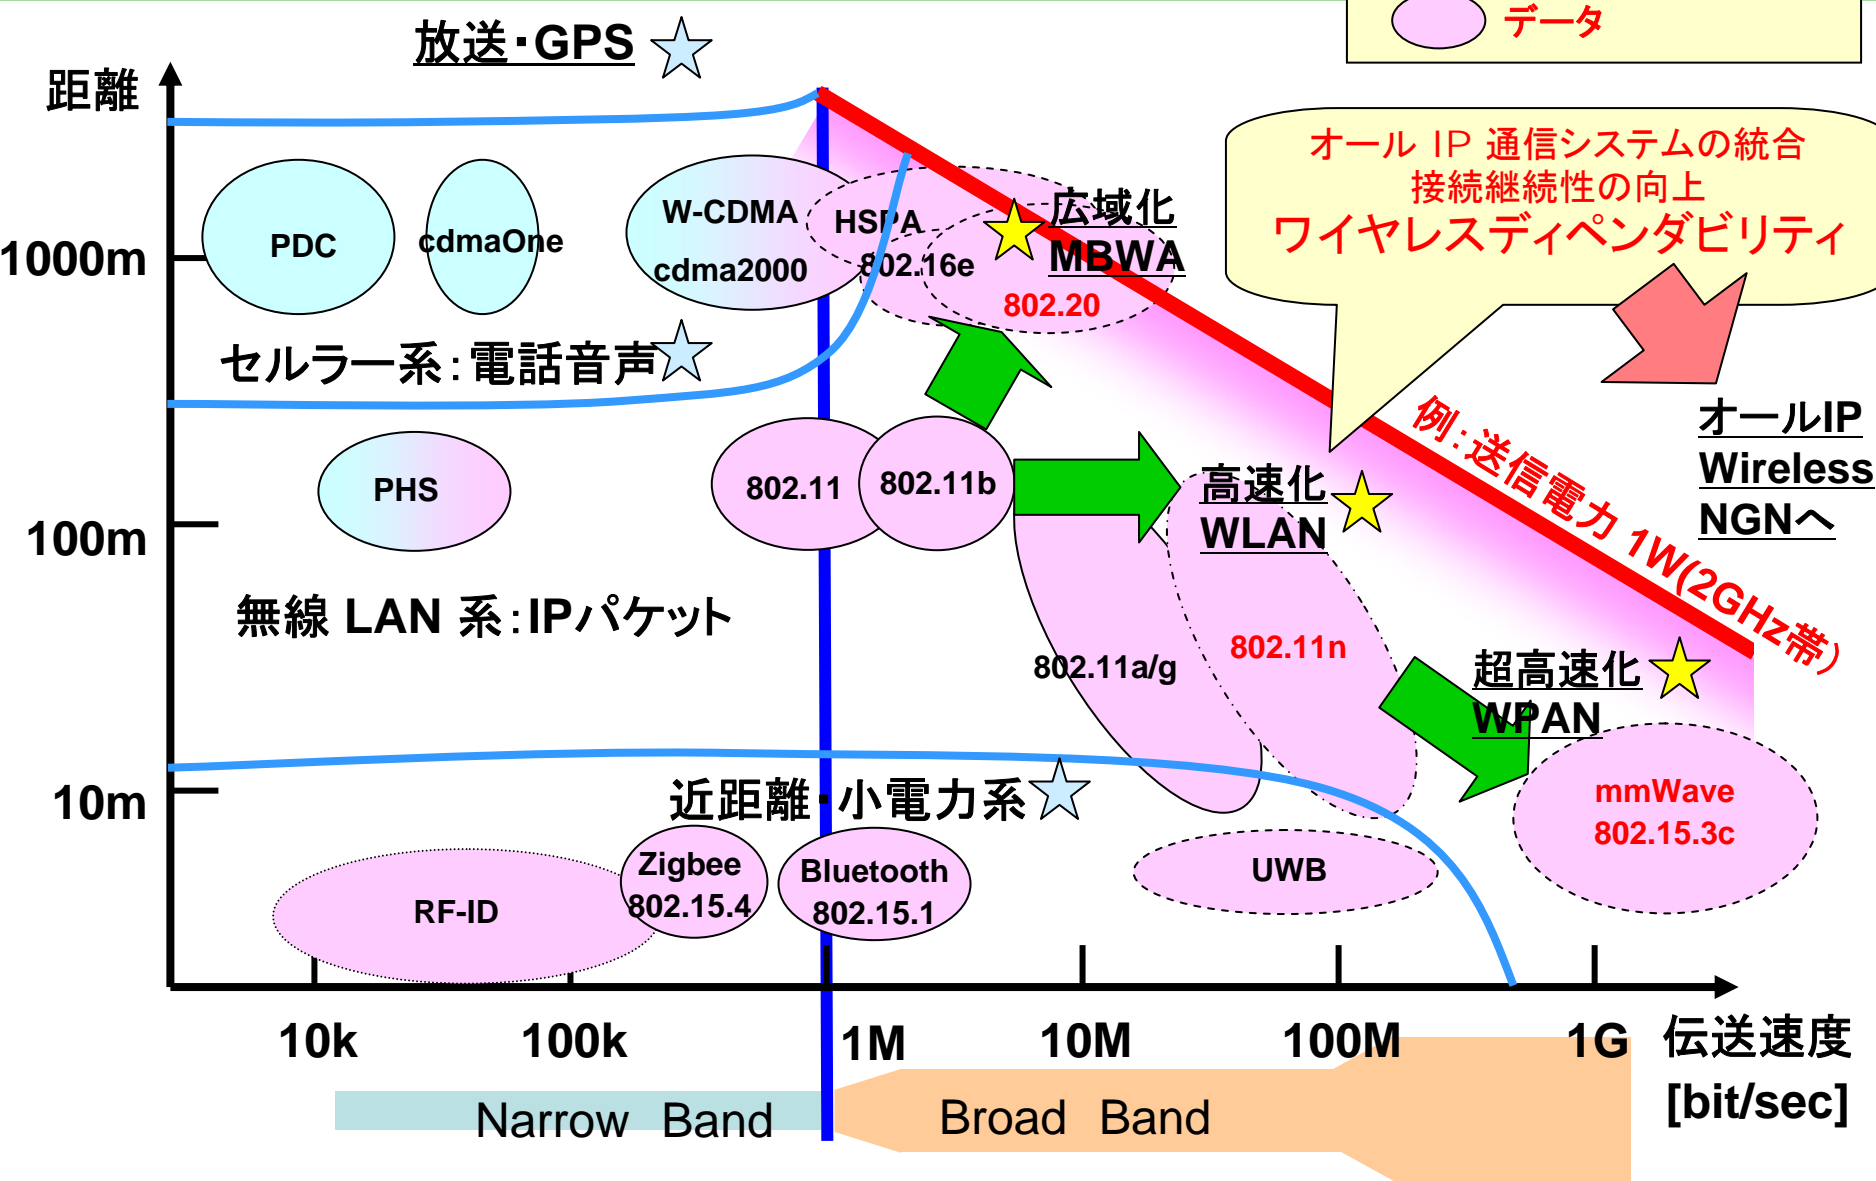 データ
放送・GPS
距離
オール IP 通信システムの統合
接続継続性の向上
ワイヤレスディペンダビリティ
1000m
PDC
cdmaOne
W-CDMA
cdma2000
HSPA
802.16e
広域化
MBWA
802.20
セルラー系：電話音声
オールIP
Wireless
NGNへ
例：送信電力 1W(2GHz帯）
100m
PHS
802.11
802.11b
高速化
WLAN
無線 LAN 系：IPパケット
802.11a/g
802.11n
超高速化
WPAN
10m
近距離・小電力系
mmWave
802.15.3c
RF-ID
Zigbee
802.15.4
Bluetooth
802.15.1
UWB
10k
100k
1M
10M
100M
1G
伝送速度
[bit/sec]
Narrow Band
Broad Band